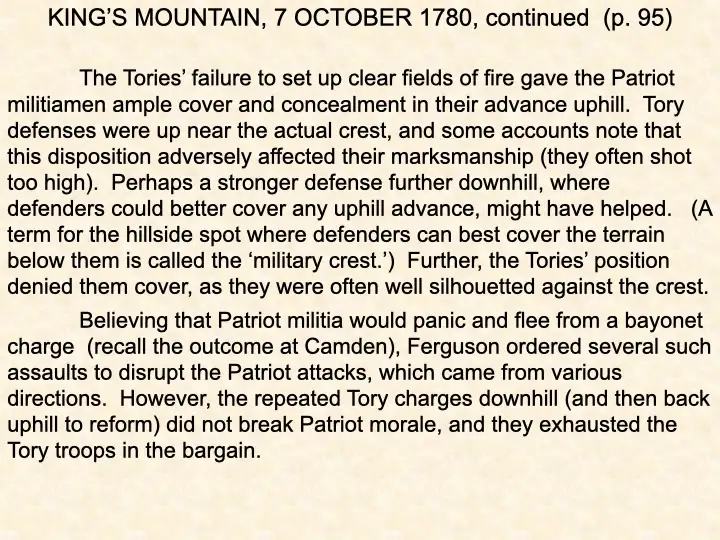 KING’S MOUNTAIN, 7 OCTOBER 1780, continued  (p. 95)
The Tories’ failure to set up clear fields of fire gave the Patriot
militiamen ample cover and concealment in their advance uphill.  Tory
defenses were up near the actual crest, and some accounts note that
this disposition adversely affected their marksmanship (they often shot
too high).  Perhaps a stronger defense further downhill, where
defenders could better cover any uphill advance, might have helped.   (A
term for the hillside spot where defenders can best cover the terrain
below them is called the ‘military crest.’)  Further, the Tories’ position
denied them cover, as they were often well silhouetted against the crest.
Believing that Patriot militia would panic and flee from a bayonet
charge  (recall the outcome at Camden), Ferguson ordered several such
assaults to disrupt the Patriot attacks, which came from various
directions.  However, the repeated Tory charges downhill (and then back
uphill to reform) did not break Patriot morale, and they exhausted the
Tory troops in the bargain.